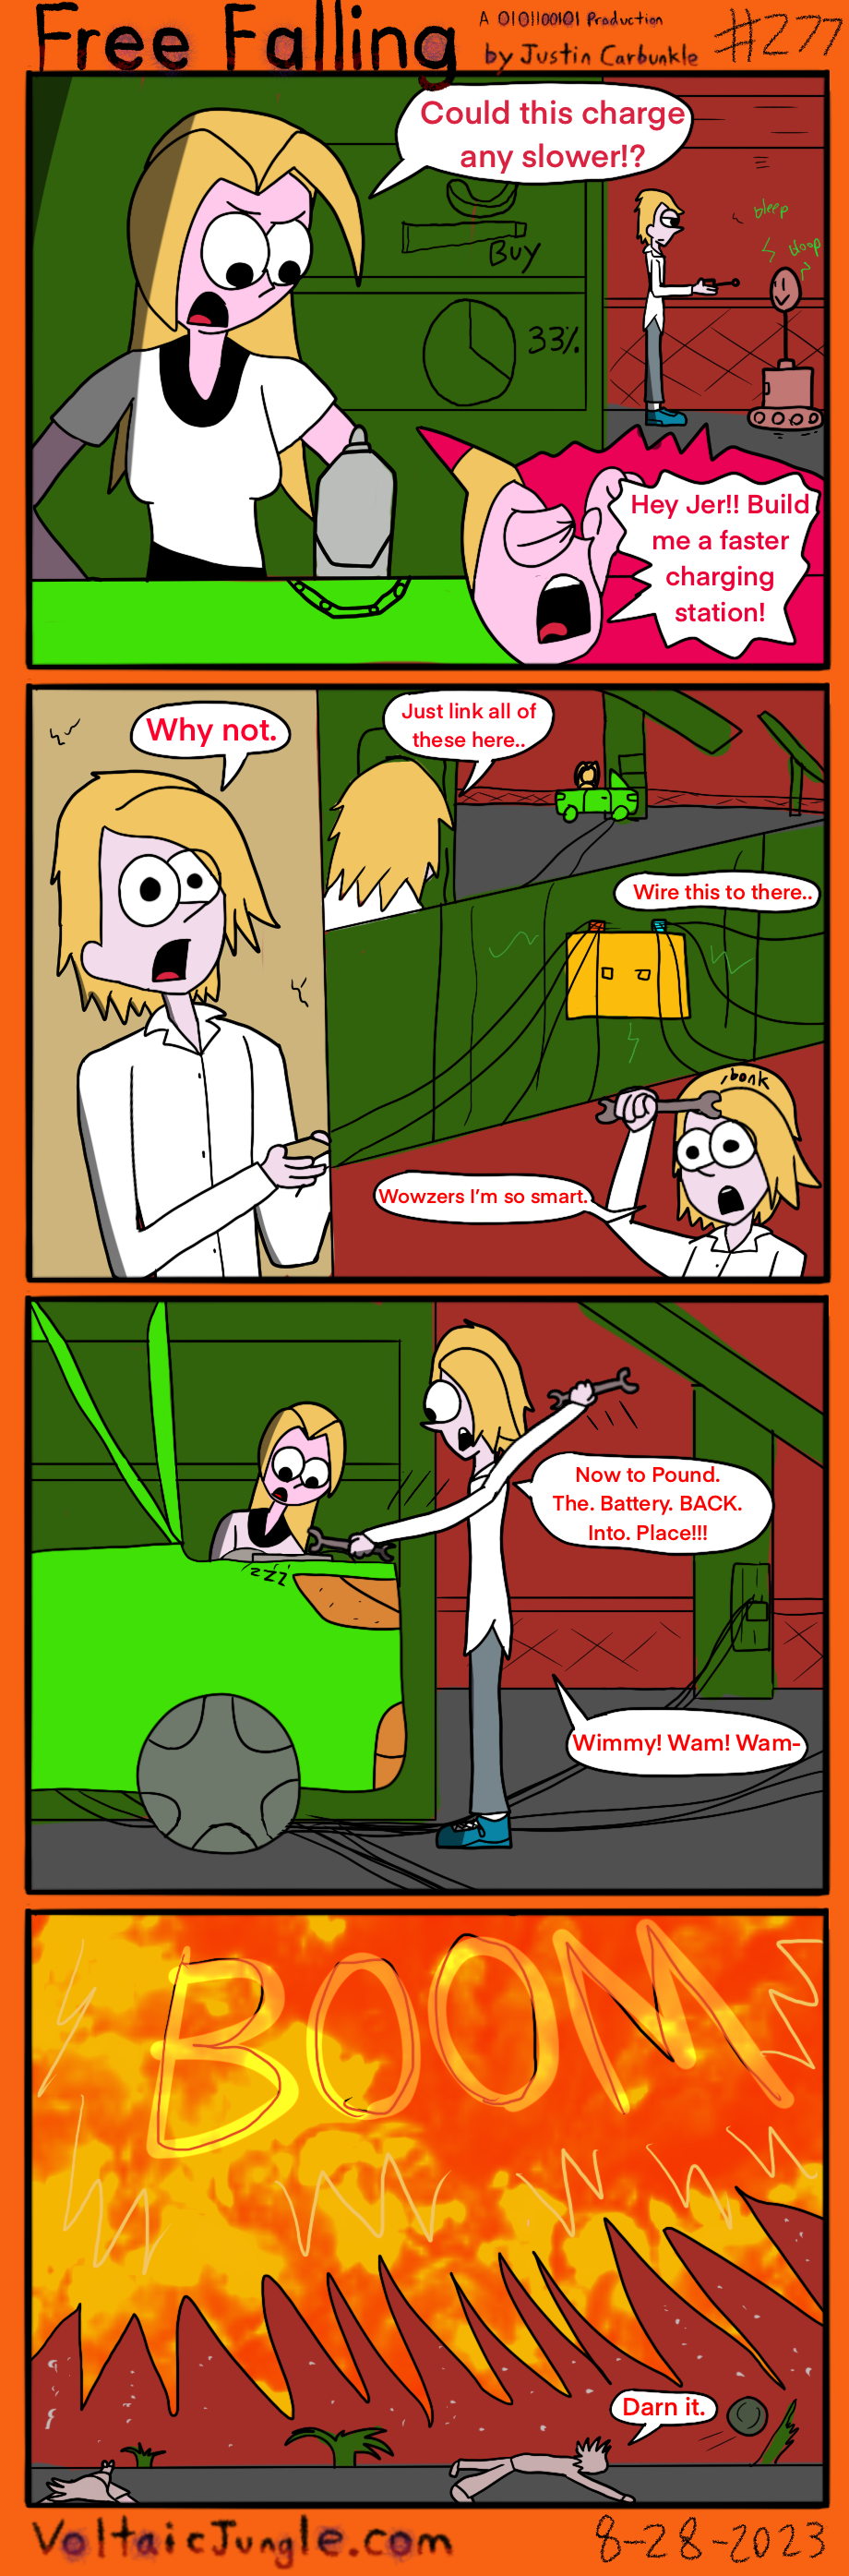 Free Falling
A 0101100101 Production
by Justin Carbunkle
#277
Could this charge
any slower!?
Buy
33%
bleep
bloop
Hey Jer!! Build
me a faster
charging
station!
Why not.
Just link all of
these here..
Wire this to there..
bonk
Wowzers I'm so smart.
Now to Pound.
The. Battery. BACK.
Into. Place!!!
zzz
Wimmy! Wam! Wam-
BOOM
Darn it.
VoltaicJungle.com
8-28-2023